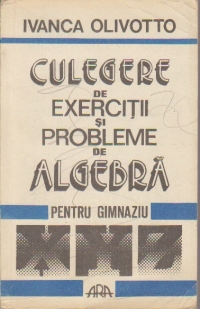 IVANCA OLIVOTTO
CULEGERE
DE
EXERCIȚII
ȘI
PROBLEME
DE
ALGEBRĂ
PENTRU GIMNAZIU
X Y Z
ARA